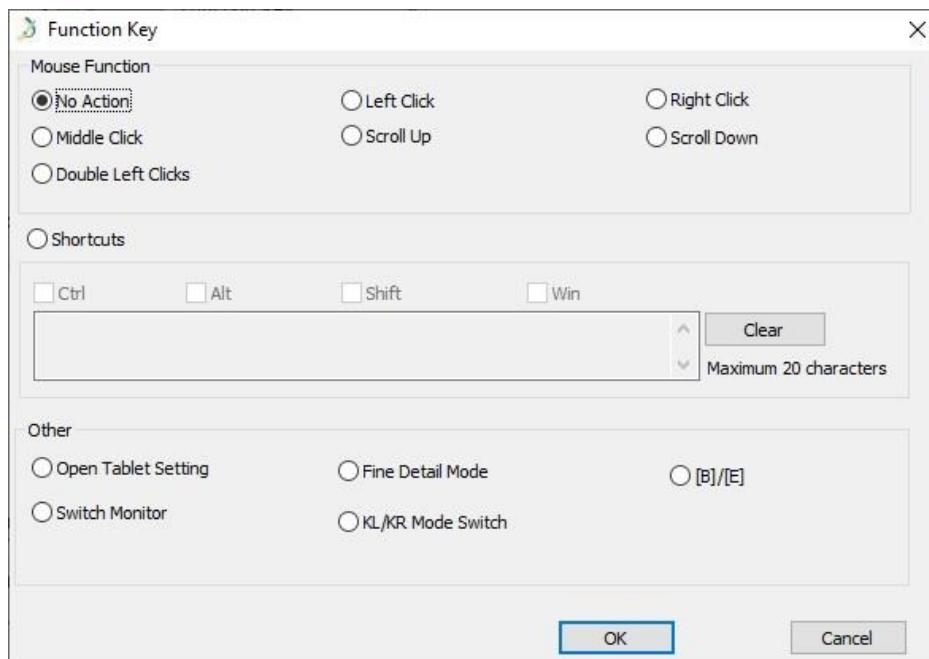 Function Key
Mouse Function
No Action Left Click Right Click
Middle Click Scroll Up Scroll Down
Double Left Clicks
Shortcuts
Ctrl Alt Shift Win
Clear
Maximum 20 characters
Other
Open Tablet Setting Fine Detail Mode [B]/[E]
Switch Monitor KL/KR Mode Switch
OK Cancel